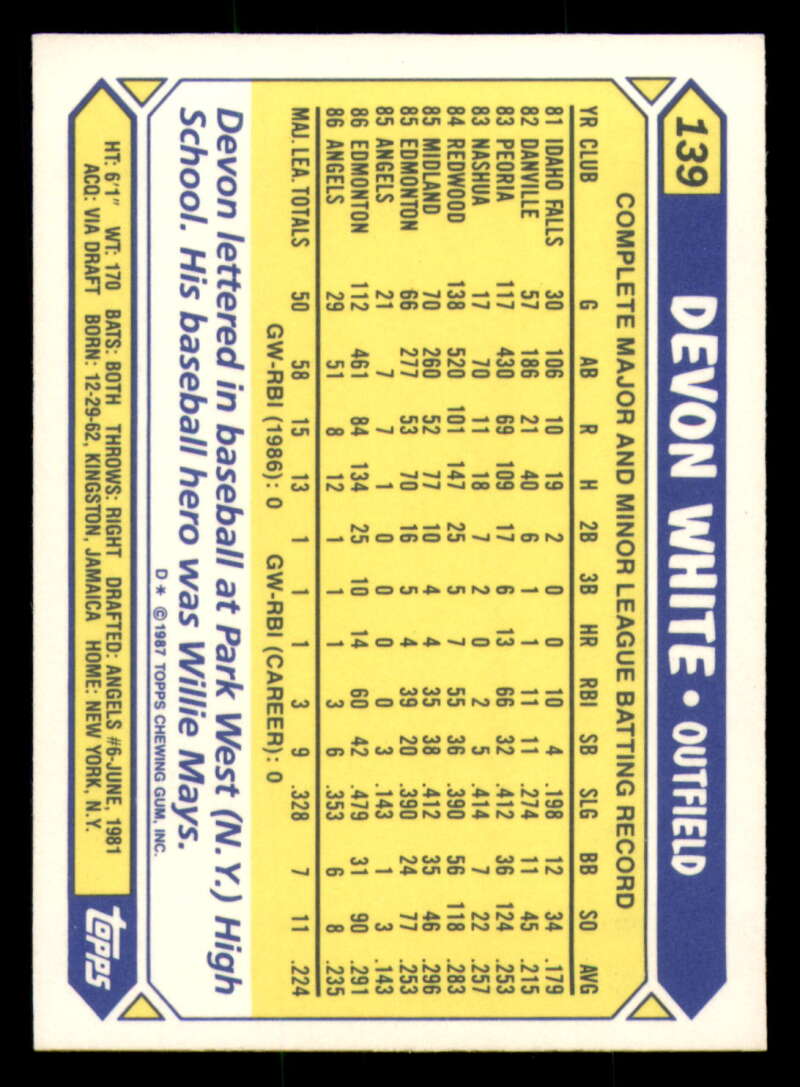 139 DEVON WHITE • OUTFIELD
COMPLETE MAJOR AND MINOR LEAGUE BATTING RECORD
YR CLUB G AB R H 2B 3B HR RBI SB SLG BB SO AVG
81 IDAHO FALLS 30 106 10 19 2 0 0 10 4 .198 12 34 .179
82 DANVILLE 57 186 21 40 6 1 1 11 11 .274 11 45 .215
83 PEORIA 117 430 69 109 17 6 13 66 32 .412 36 124 .253
83 NASHUA 17 70 11 18 7 2 0 2 5 .414 7 22 .257
84 REDWOOD 138 520 101 147 25 5 7 55 36 .390 56 118 .283
85 MIDLAND 70 260 52 77 10 4 4 35 38 .412 35 46 .296
85 EDMONTON 66 277 53 70 16 5 4 39 20 .390 24 77 .253
85 ANGELS 21 7 7 1 0 0 0 0 3 .143 1 3 .143
86 EDMONTON 112 461 84 134 25 10 14 60 42 .479 31 90 .291
86 ANGELS 29 51 8 12 1 1 1 3 6 .353 6 8 .235
MAJ. LEA. TOTALS 50 58 15 13 1 1 1 3 9 .328 7 11 .224
GW-RBI (1986): 0 GW-RBI (CAREER): 0
Devon lettered in baseball at Park West (N.Y.) High
School. His baseball hero was Willie Mays.
D* ©1987 TOPPS CHEWING GUM, INC.
HT: 6'1" WT: 170 BATS: BOTH THROWS: RIGHT DRAFTED: ANGELS #6-JUNE, 1981
ACQ: VIA DRAFT BORN: 12-29-62, KINGSTON, JAMAICA HOME: NEW YORK, N.Y.
TOPPS